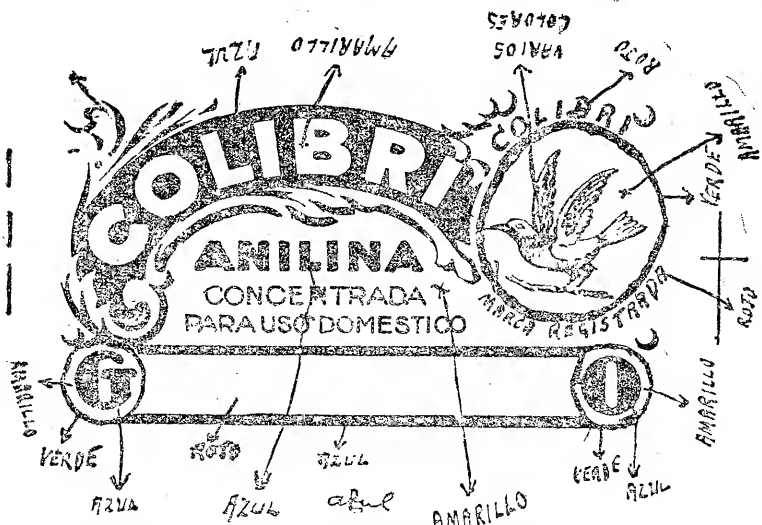 AZUL
AMARILLO
VARIOS
COLORES
ROJO
AMARILLO
VERDE
COLIBRI
COLIBRI
ANILINA
CONCENTRADA
PARA USO DOMESTICO
MARCA REGISTRADA
ROJO
AMARILLO
G
I
AMARILLO
VERDE
AZUL
ROJO
AZUL
AZUL
azul
AMARILLO
VERDE
AZUL